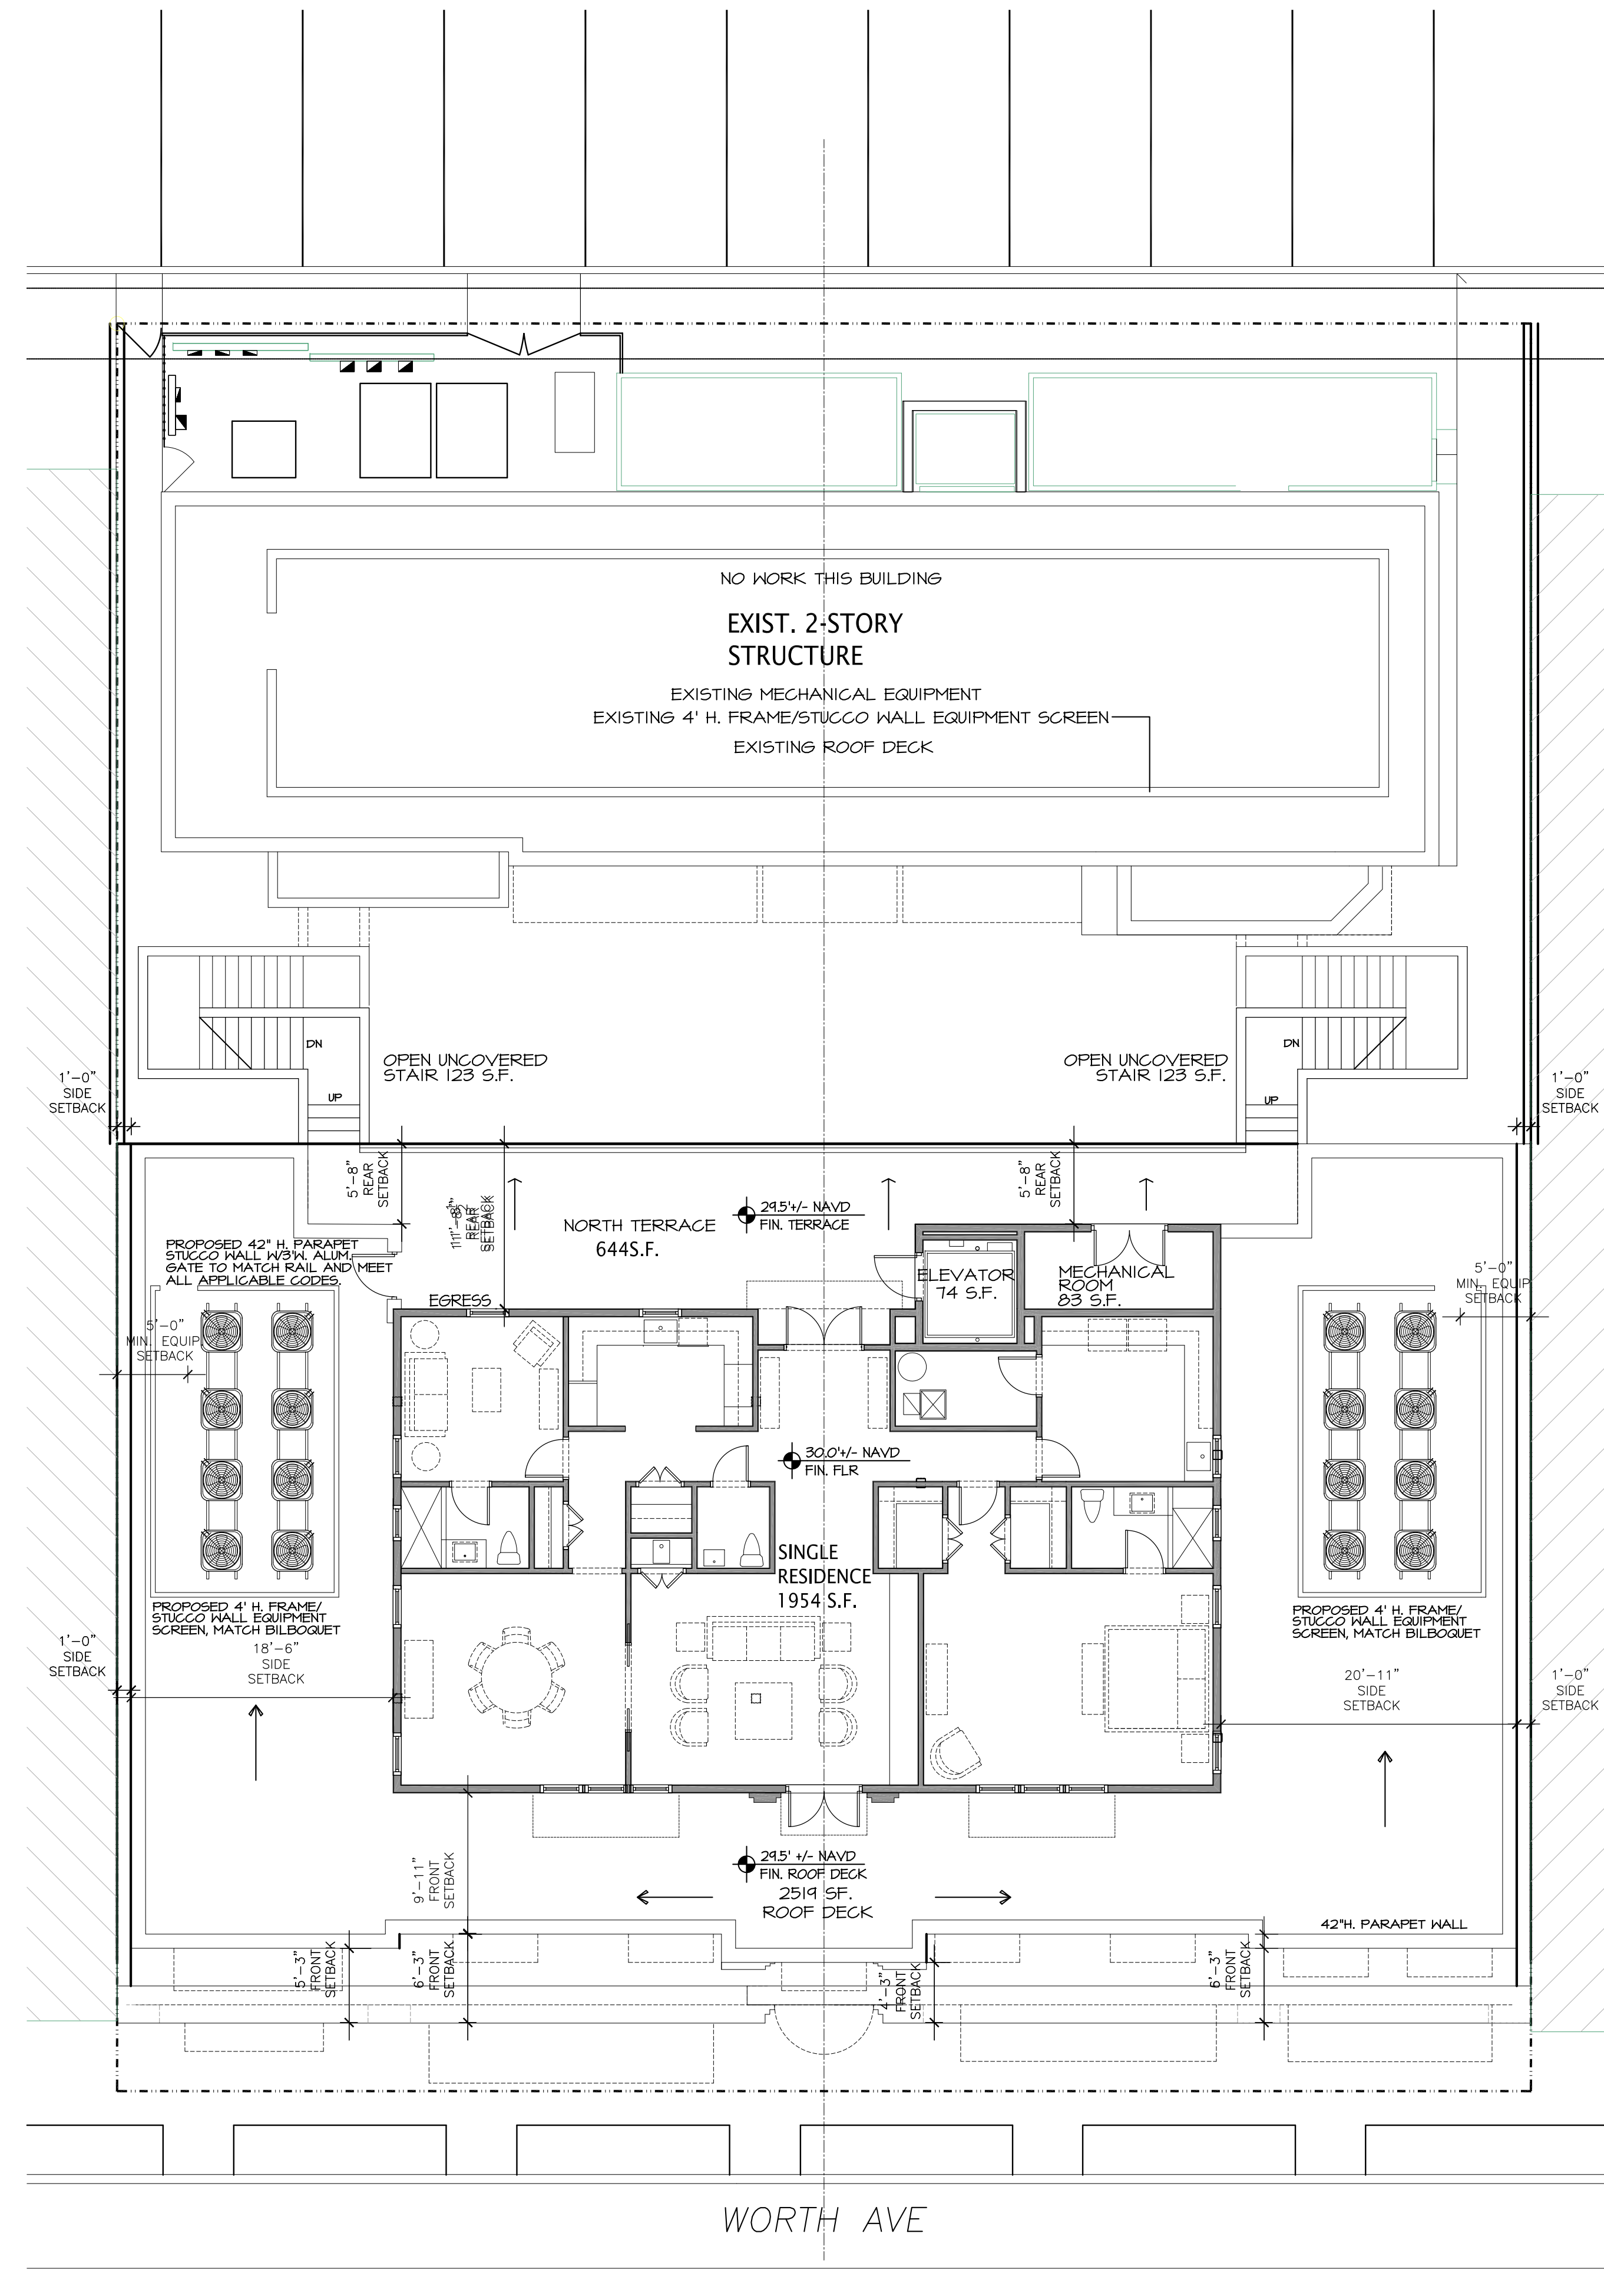 NO WORK THIS BUILDING
EXIST. 2-STORY
STRUCTURE
EXISTING MECHANICAL EQUIPMENT
EXISTING 4' H. FRAME/STUCCO WALL EQUIPMENT SCREEN
EXISTING ROOF DECK
DN
DN
OPEN UNCOVERED
STAIR 123 S.F.
OPEN UNCOVERED
STAIR 123 S.F.
1'-0"
SIDE
SETBACK
1'-0"
SIDE
SETBACK
UP
UP
5'-8"
REAR
SETBACK
REAR
SETBACK
5'-8"
REAR
SETBACK
29.5'+/- NAVD
FIN. TERRACE
NORTH TERRACE
644S.F.
PROPOSED 42" H. PARAPET
STUCCO WALL W/3'W. ALUM.
GATE TO MATCH RAIL AND MEET
ALL APPLICABLE CODES.
EGRESS
ELEVATOR
74 S.F.
MECHANICAL
ROOM
83 S.F.
5'-0"
MIN. EQUIP
SETBACK
5'-0"
MIN. EQUIP
SETBACK
30.0'+/- NAVD
FIN. FLR
SINGLE
RESIDENCE
1954 S.F.
PROPOSED 4' H. FRAME/
STUCCO WALL EQUIPMENT
SCREEN, MATCH BILBOQUET
PROPOSED 4' H. FRAME/
STUCCO WALL EQUIPMENT
SCREEN, MATCH BILBOQUET
1'-0"
SIDE
SETBACK
18'-6"
SIDE
SETBACK
20'-11"
SIDE
SETBACK
1'-0"
SIDE
SETBACK
9'-11"
FRONT
SETBACK
29.5' +/- NAVD
FIN. ROOF DECK
2519 SF.
ROOF DECK
42"H. PARAPET WALL
5'-3"
FRONT
SETBACK
6'-3"
FRONT
SETBACK
4'-3"
FRONT
SETBACK
6'-3"
FRONT
SETBACK
WORTH AVE